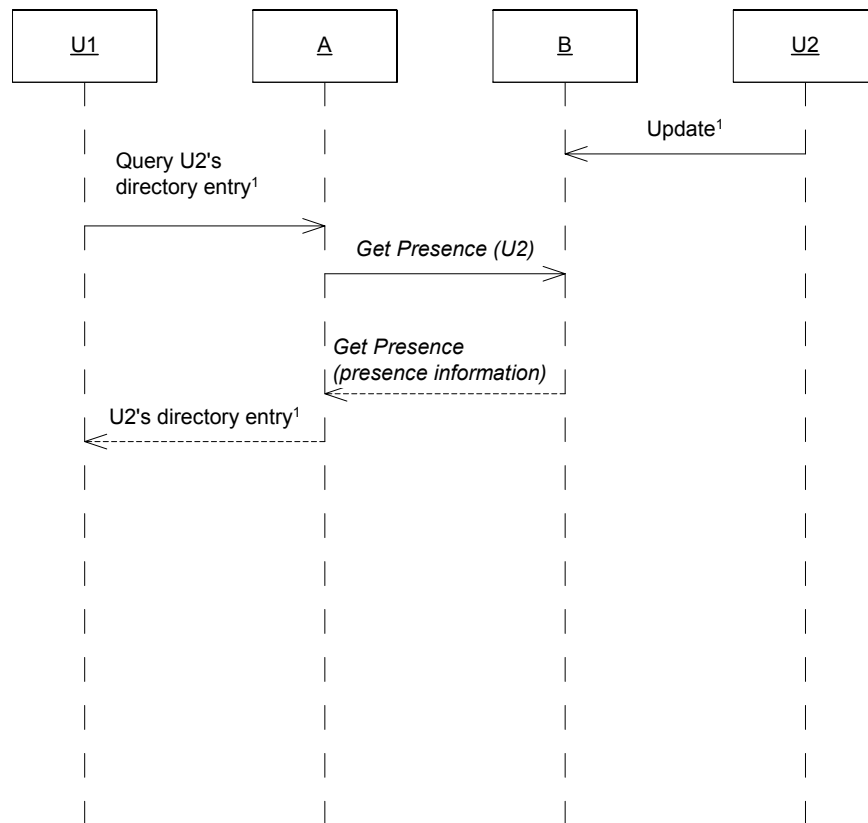 U1
A
B
U2
Update¹
Query U2's
directory entry¹
Get Presence (U2)
Get Presence
(presence information)
U2's directory entry¹